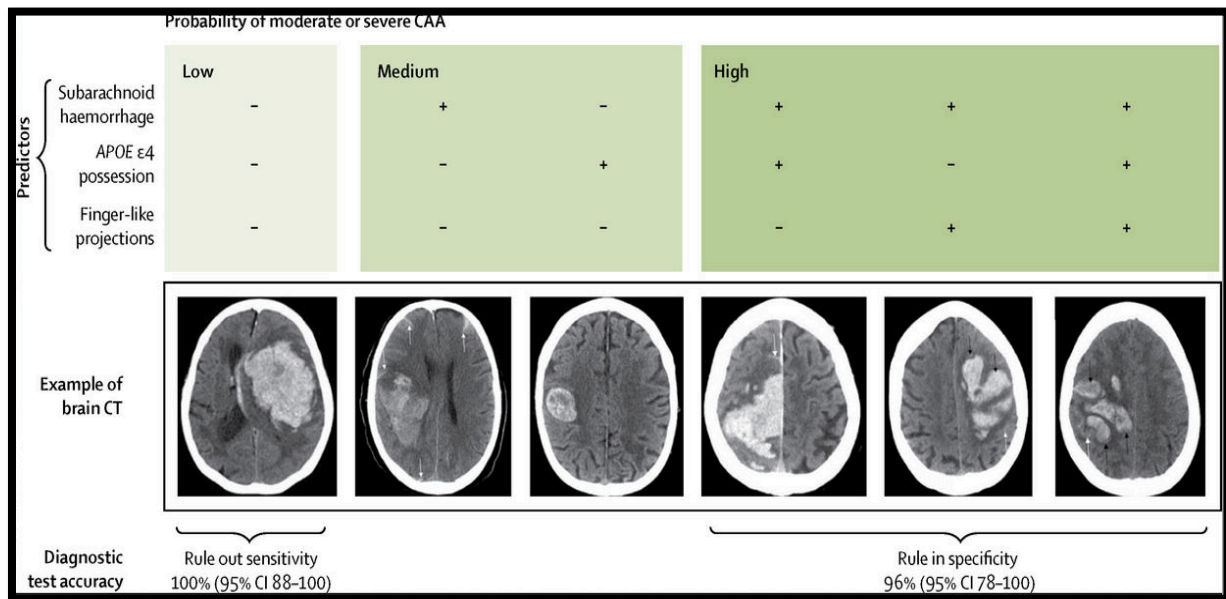 Probability of moderate or severe CAA
Low
Medium
High
Predictors
Subarachnoid
haemorrhage
– + – + + +
APOE ε4
possession
– – + + – +
Finger-like
projections
– – – – + +
Example of
brain CT
Diagnostic
test accuracy
Rule out sensitivity
100% (95% CI 88–100)
Rule in specificity
96% (95% CI 78–100)